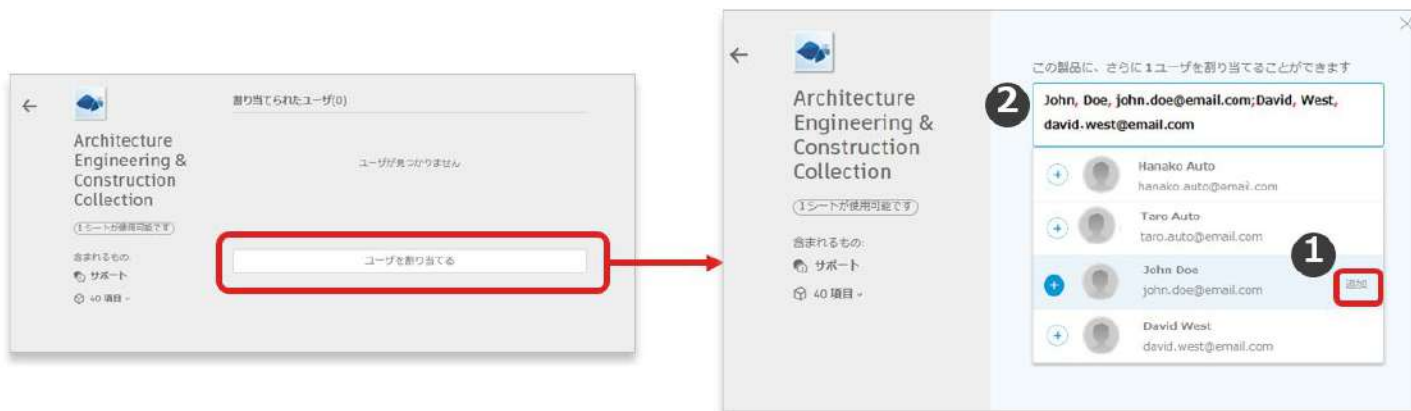 割り当てられたユーザ(0)
Architecture
Engineering &
Construction
Collection
1シートが使用可能です
含まれるもの:
サポート
40 項目
ユーザが見つかりません
ユーザを割り当てる
Architecture
Engineering &
Construction
Collection
1シートが使用可能です
含まれるもの:
サポート
40 項目
この製品に、さらに1ユーザを割り当てることができます
2
John, Doe, john.doe@email.com;David, West,
david.west@email.com
Hanako Auto
hanako.auto@email.com
Taro Auto
taro.auto@email.com
1
John Doe
john.doe@email.com
追加
David West
david.west@email.com